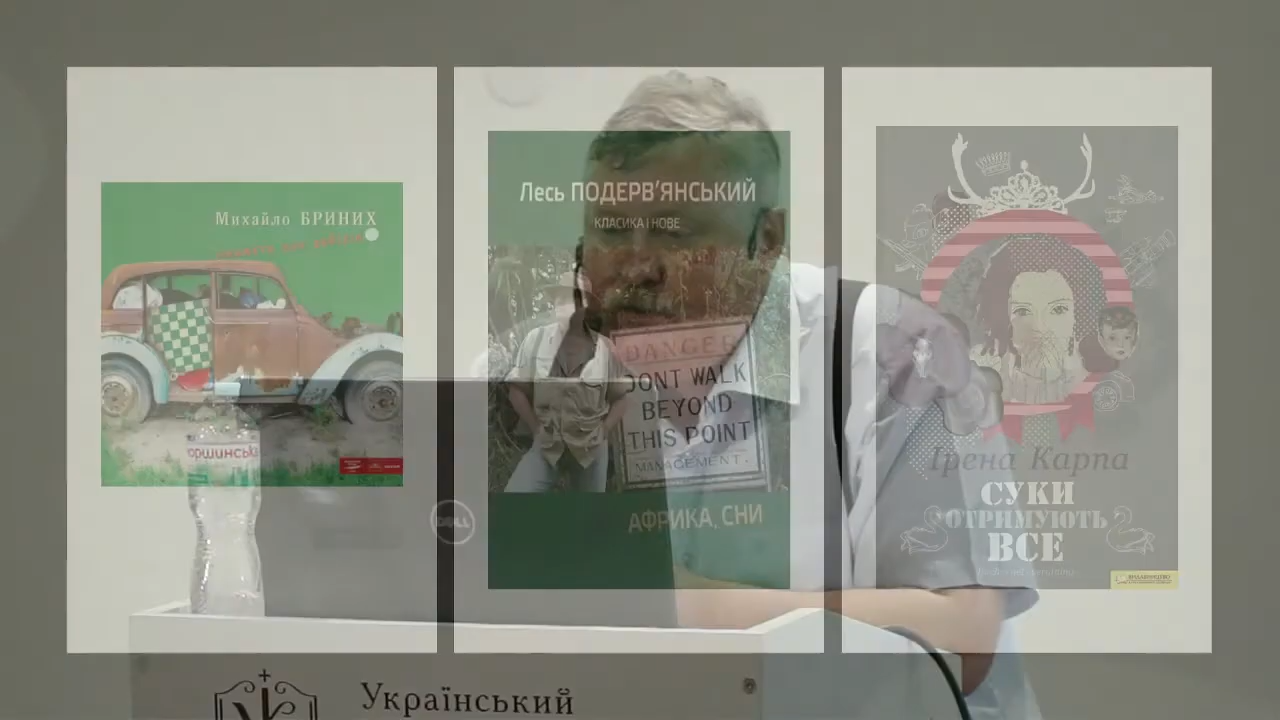 Михайло БРИНИХ
Лесь ПОДЕРВ'ЯНСЬКИЙ
КЛАСИКА І НОВЕ
DANGER
DONT WALK
BEYOND
THIS POINT
MANAGEMENT.
АФРИКА, СНИ
Ірена Карпа
СУКИ
ОТРИМУЮТЬ
ВСЕ
DELL
Український